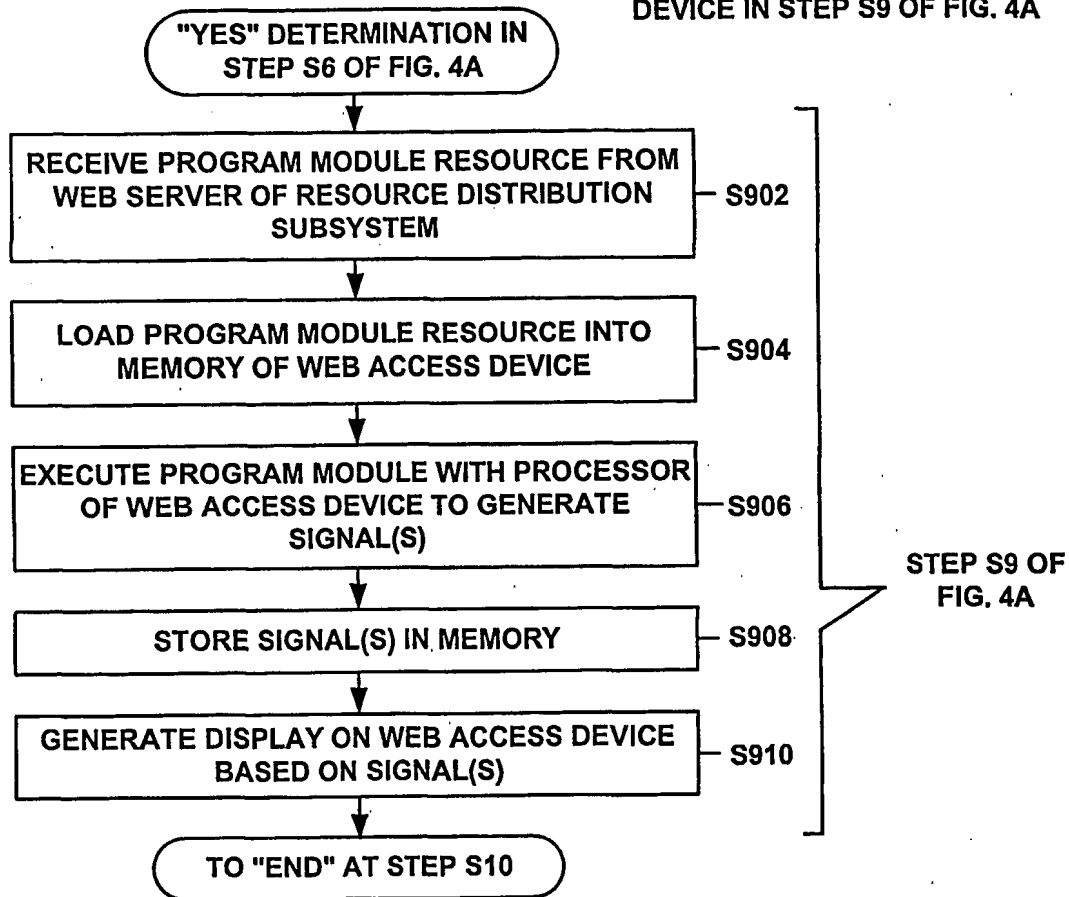 DEVICE IN STEP S9 OF FIG. 4A
"YES" DETERMINATION IN
STEP S6 OF FIG. 4A
RECEIVE PROGRAM MODULE RESOURCE FROM
WEB SERVER OF RESOURCE DISTRIBUTION
SUBSYSTEM
S902
LOAD PROGRAM MODULE RESOURCE INTO
MEMORY OF WEB ACCESS DEVICE
S904
EXECUTE PROGRAM MODULE WITH PROCESSOR
OF WEB ACCESS DEVICE TO GENERATE
SIGNAL(S)
S906
STORE SIGNAL(S) IN MEMORY
S908
GENERATE DISPLAY ON WEB ACCESS DEVICE
BASED ON SIGNAL(S)
S910
STEP S9 OF
FIG. 4A
TO "END" AT STEP S10